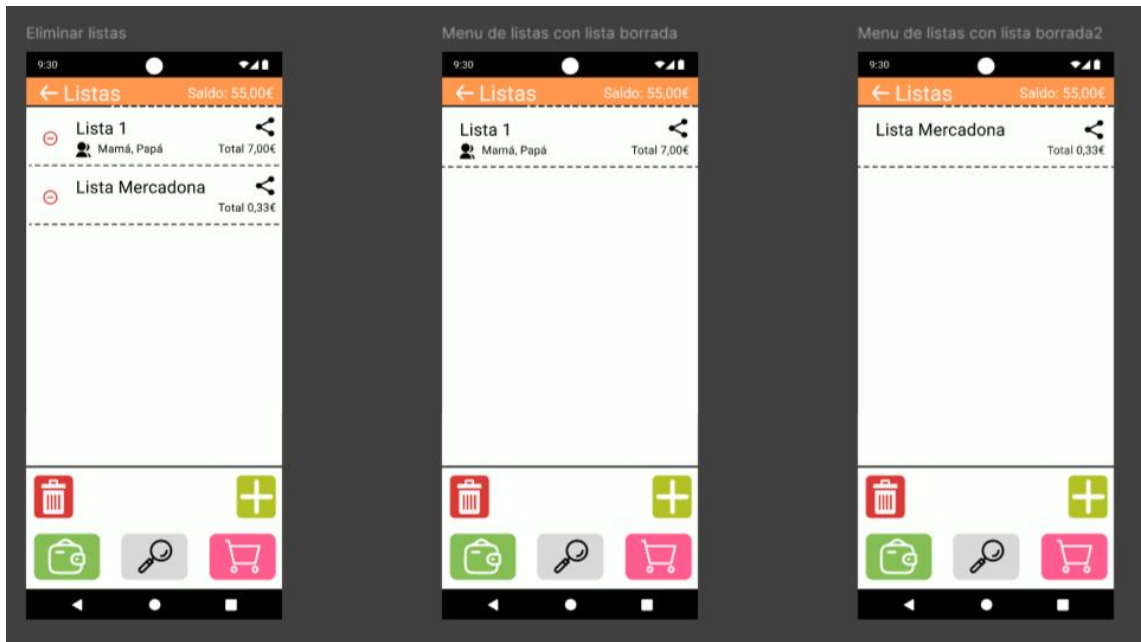 Eliminar listas
9:30
Listas
Saldo: 55,00€
Lista 1
Mamá, Papá
Total 7,00€
Lista Mercadona
Total 0,33€
Menu de listas con lista borrada
9:30
Listas
Saldo: 55,00€
Lista 1
Mamá, Papá
Total 7,00€
Menu de listas con lista borrada2
9:30
Listas
Saldo: 55,00€
Lista Mercadona
Total 0,33€